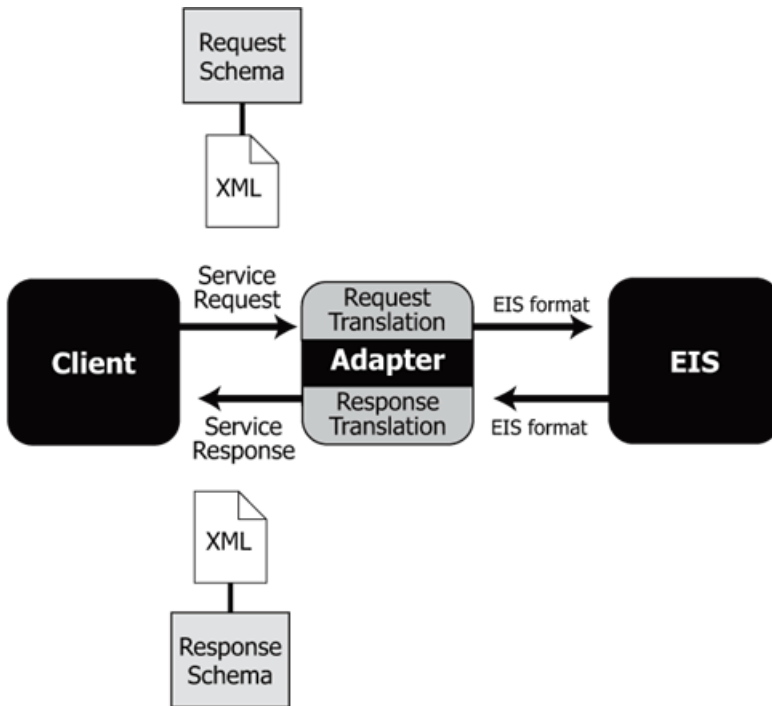 Request
Schema
XML
Service
Request
Request
Translation
EIS format
Client
Adapter
EIS
Service
Response
Response
Translation
EIS format
XML
Response
Schema